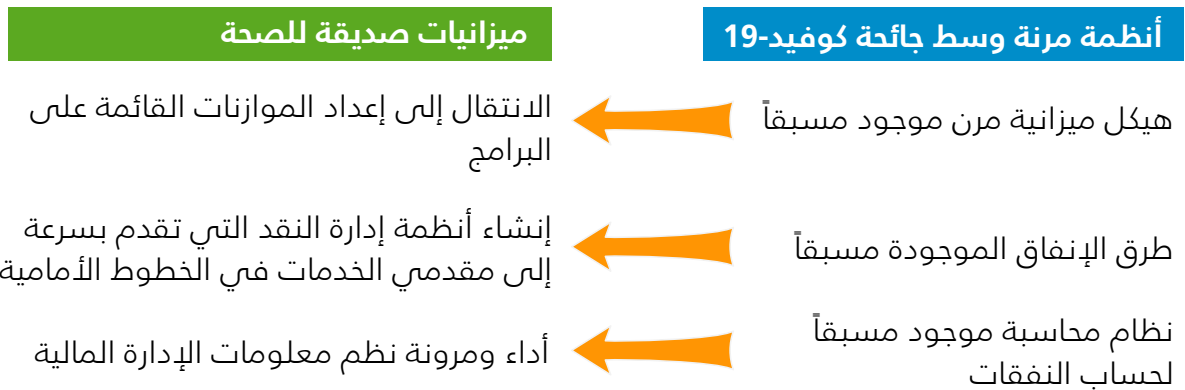 أنظمة مرنة وسط جائحة كوفيد-19
ميزانيات صديقة للصحة
هيكل ميزانية مرن موجود مسبقاً
الانتقال إلى إعداد الموازنات القائمة على
البرامج
طرق الإنفاق الموجودة مسبقاً
إنشاء أنظمة إدارة النقد التي تقدم بسرعة
إلى مقدمي الخدمات في الخطوط الأمامية
نظام محاسبة موجود مسبقاً
لحساب النفقات
أداء ومرونة نظم معلومات الإدارة المالية